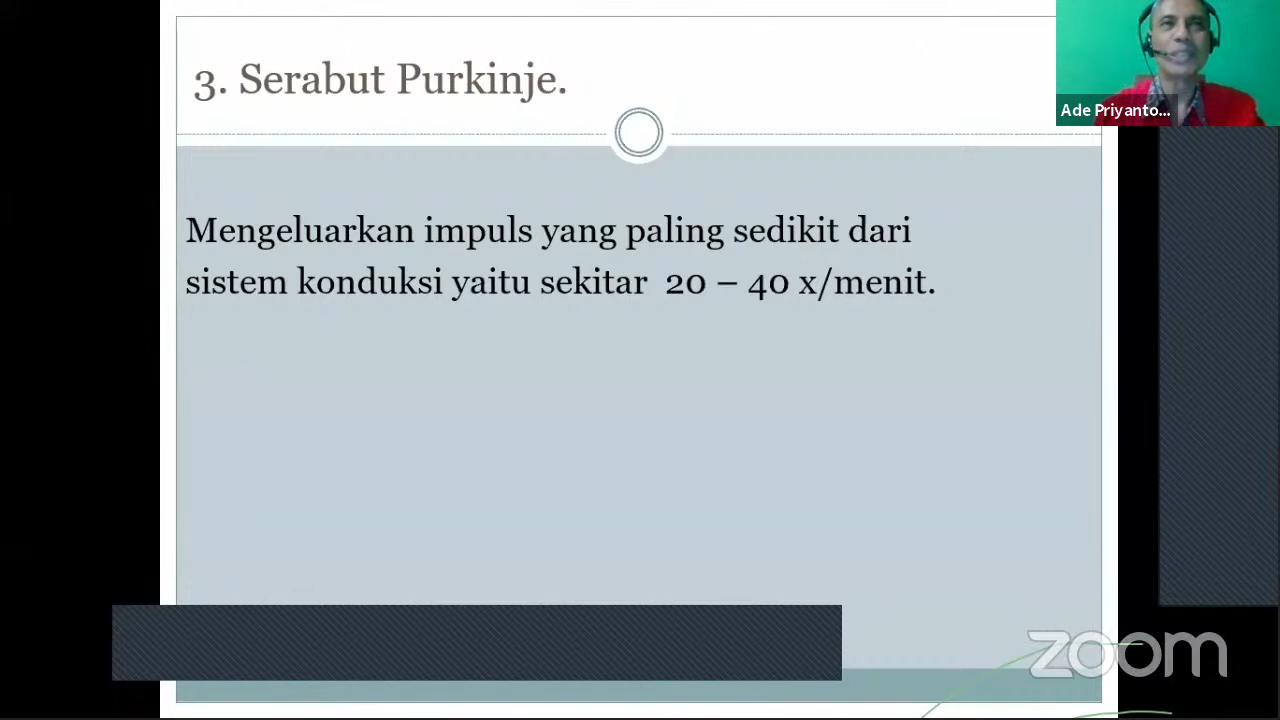 3. Serabut Purkinje.
Ade Priyanto...
Mengeluarkan impuls yang paling sedikit dari
sistem konduksi yaitu sekitar 20 – 40 x/menit.
zoom